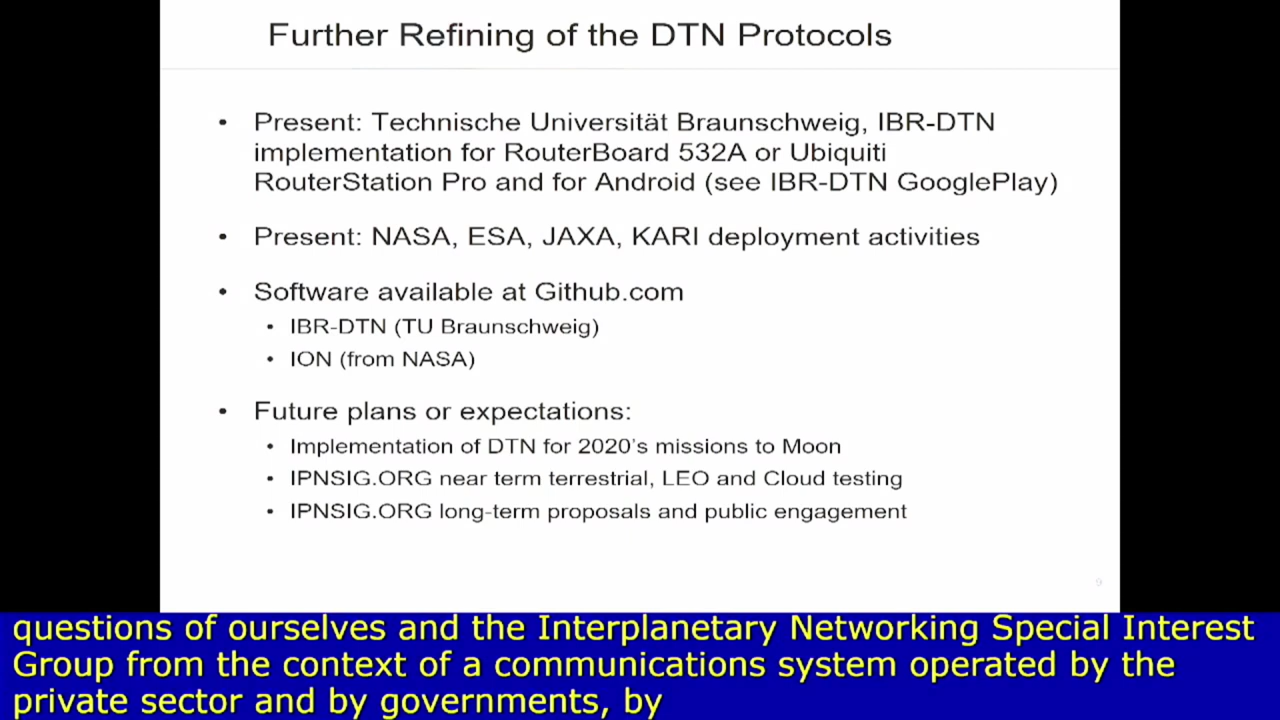 Further Refining of the DTN Protocols
• Present: Technische Universität Braunschweig, IBR-DTN
implementation for RouterBoard 532A or Ubiquiti
RouterStation Pro and for Android (see IBR-DTN GooglePlay)
• Present: NASA, ESA, JAXA, KARI deployment activities
• Software available at Github.com
• IBR-DTN (TU Braunschweig)
• ION (from NASA)
• Future plans or expectations:
• Implementation of DTN for 2020's missions to Moon
• IPNSIG.ORG near term terrestrial, LEO and Cloud testing
• IPNSIG.ORG long-term proposals and public engagement
9
questions of ourselves and the Interplanetary Networking Special Interest
Group from the context of a communications system operated by the
private sector and by governments, by